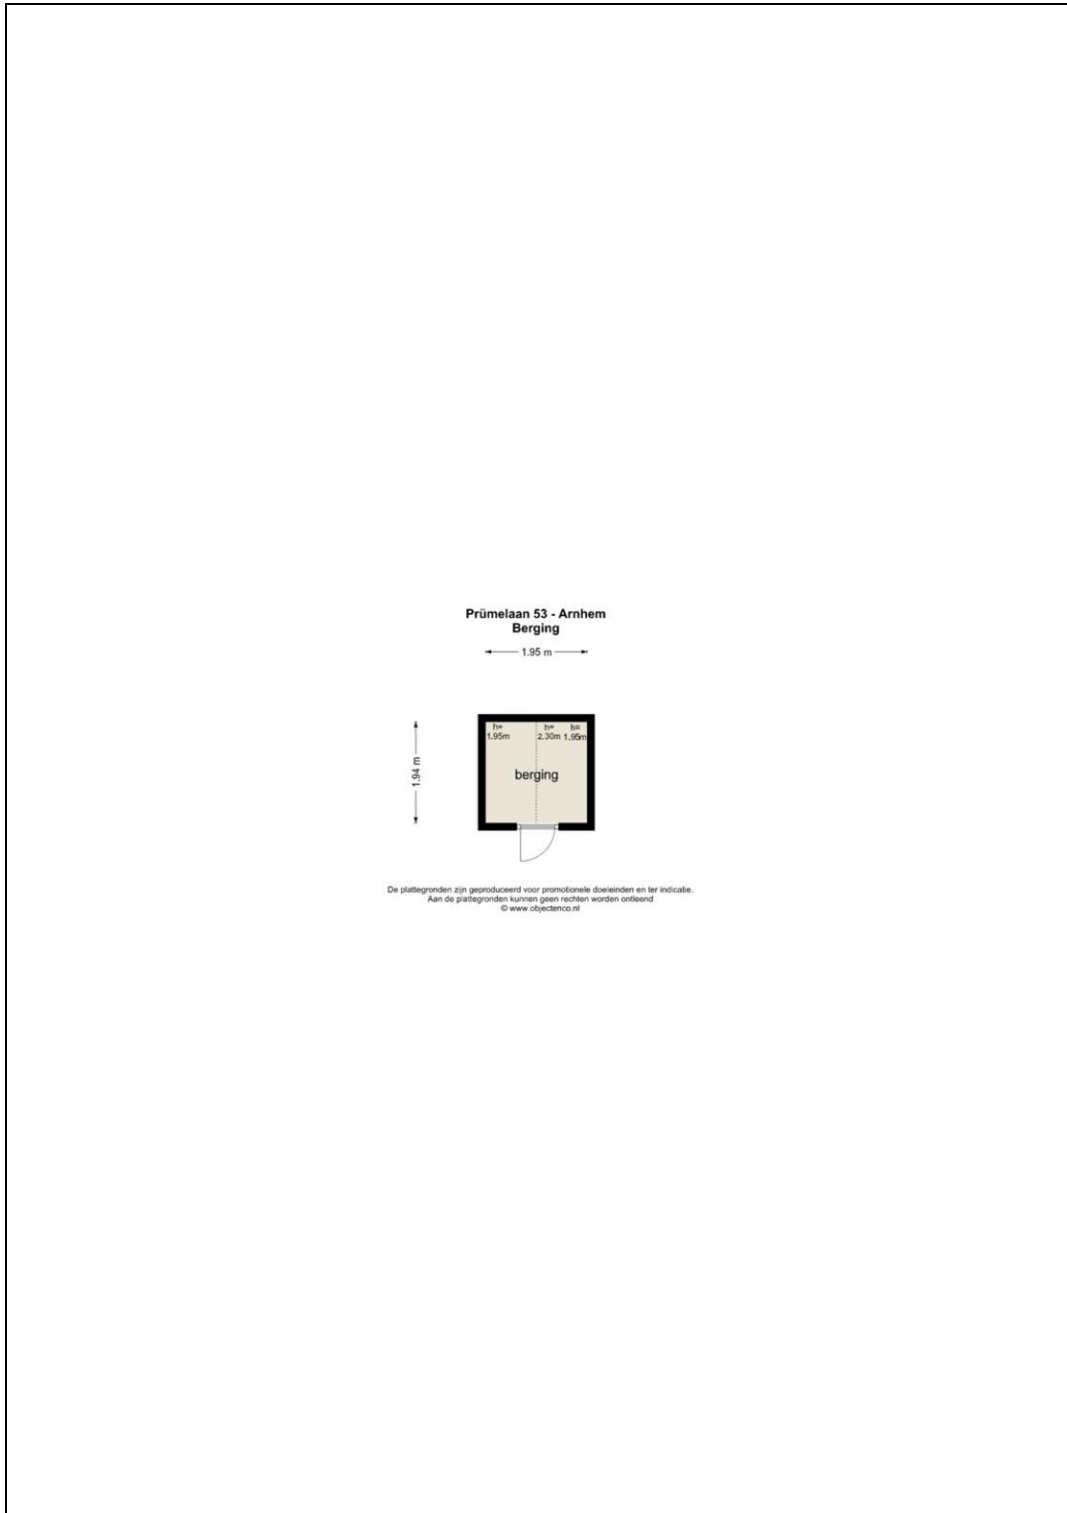 Prümelaan 53 - Arnhem
Berging
1.95 m
h= h= h=
1.95m 2.30m 1.95m
1.94 m
berging
De plattegronden zijn geproduceerd voor promotionele doeleinden en ter indicatie.
Aan de plattegronden kunnen geen rechten worden ontleend
© www.objectenco.nl